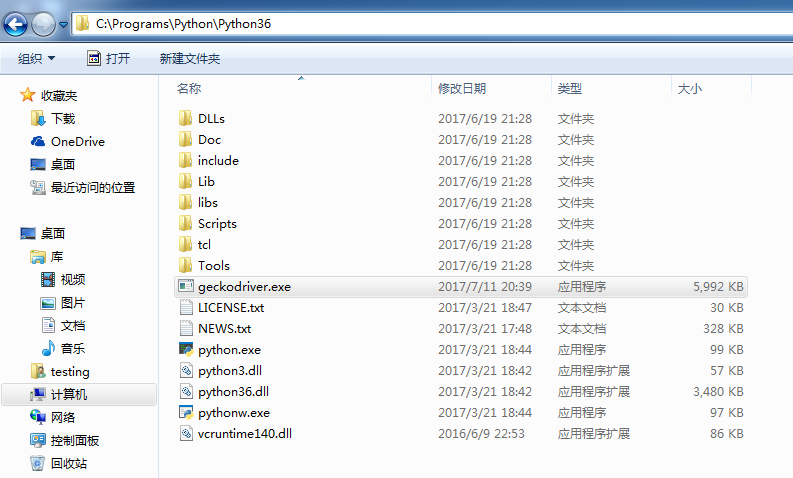 C:\Programs\Python\Python36
组织 打开 新建文件夹
收藏夹
下载
OneDrive
桌面
最近访问的位置
桌面
库
视频
图片
文档
音乐
testing
计算机
网络
控制面板
回收站
名称 修改日期 类型 大小
DLLs 2017/6/19 21:28 文件夹
Doc 2017/6/19 21:28 文件夹
include 2017/6/19 21:28 文件夹
Lib 2017/6/19 21:28 文件夹
libs 2017/6/19 21:28 文件夹
Scripts 2017/6/19 21:28 文件夹
tcl 2017/6/19 21:28 文件夹
Tools 2017/6/19 21:28 文件夹
geckodriver.exe 2017/7/11 20:39 应用程序 5,992 KB
LICENSE.txt 2017/3/21 18:47 文本文档 30 KB
NEWS.txt 2017/3/21 17:48 文本文档 328 KB
python.exe 2017/3/21 18:44 应用程序 99 KB
python3.dll 2017/3/21 18:42 应用程序扩展 57 KB
python36.dll 2017/3/21 18:42 应用程序扩展 3,480 KB
pythonw.exe 2017/3/21 18:44 应用程序 97 KB
vcruntime140.dll 2016/6/9 22:53 应用程序扩展 86 KB